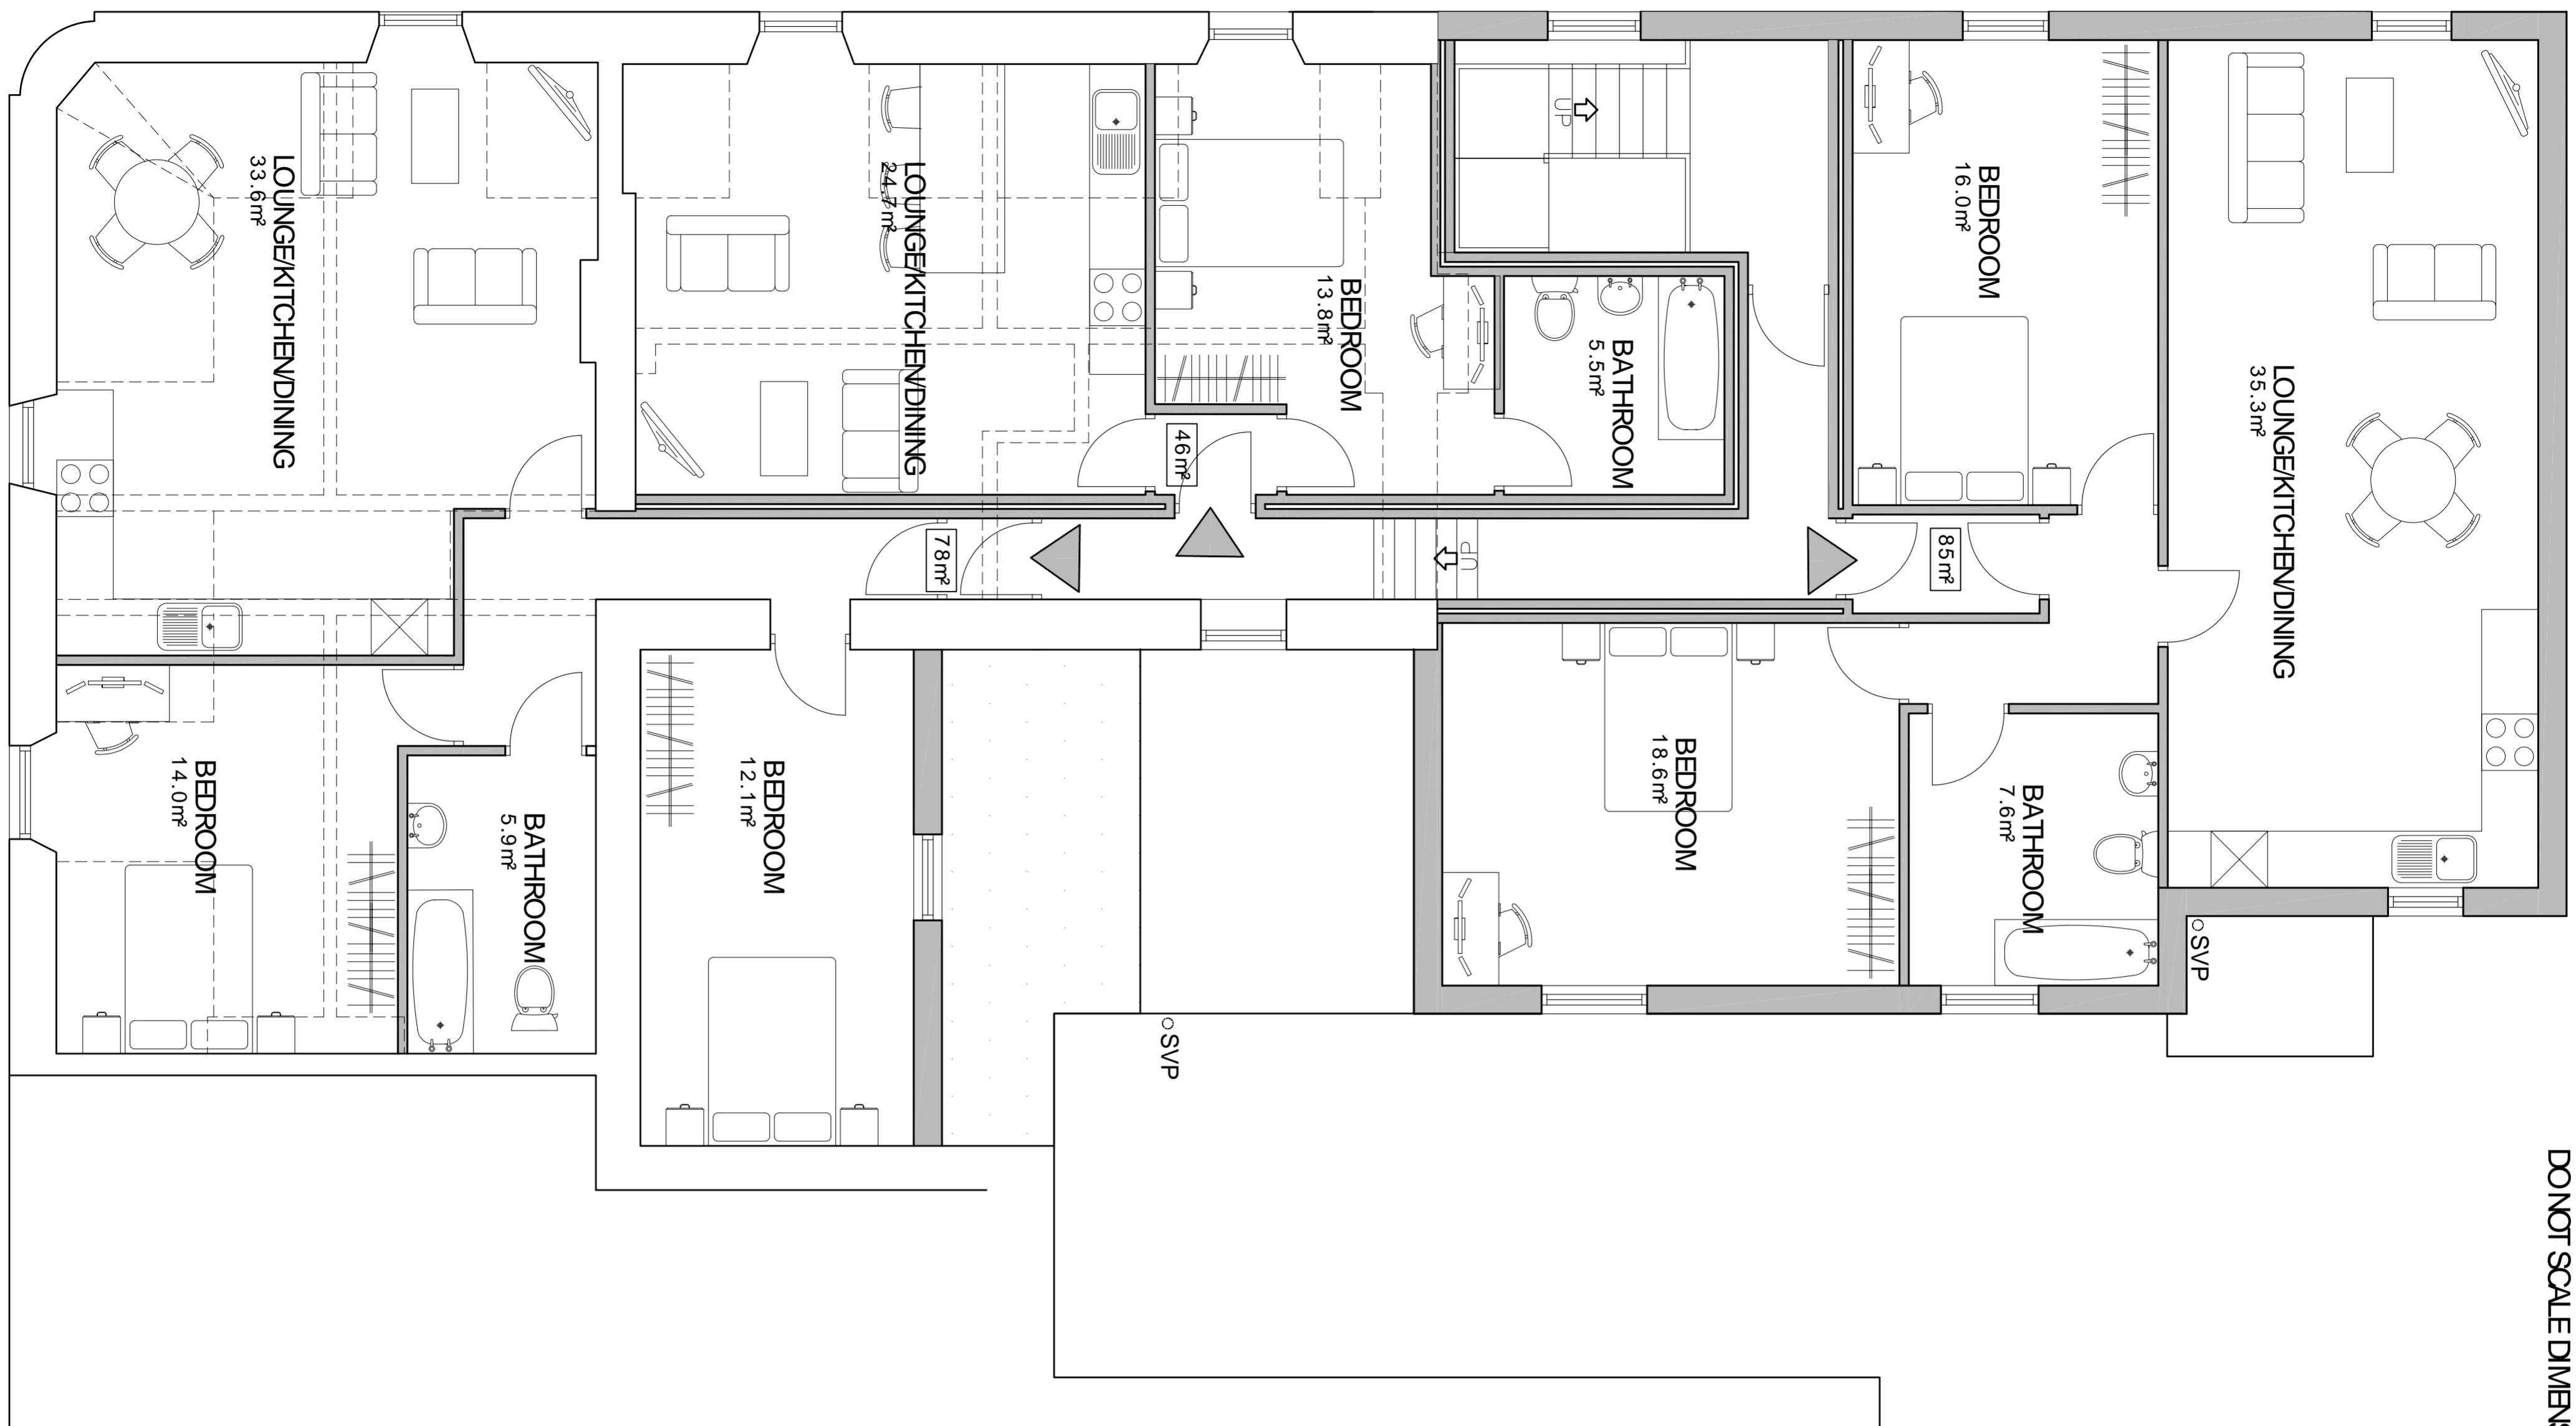 LOUNGE/KITCHEN/DINING
33.6m²
LOUNGE/KITCHEN/DINING
24.7m²
BEDROOM
13.8m²
BATHROOM
5.5m²
UP
BEDROOM
16.0m²
LOUNGE/KITCHEN/DINING
35.3m²
46m²
78m²
UP
85m²
BEDROOM
14.0m²
BATHROOM
5.9m²
BEDROOM
12.1m²
BEDROOM
18.6m²
BATHROOM
7.6m²
SVP
SVP
DO NOT SCALE DIMENS